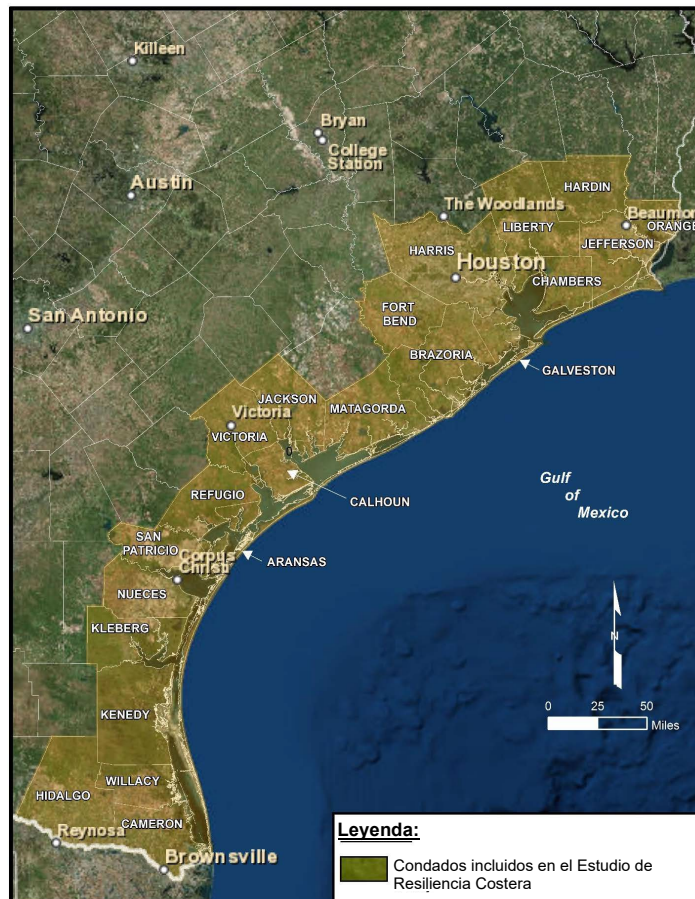 Killeen
Bryan
College
Station
Austin
HARDIN
The Woodlands
LIBERTY
Beaumon
ORANGE
HARRIS
JEFFERSON
Houston
CHAMBERS
San Antonio
FORT
BEND
BRAZORIA
GALVESTON
JACKSON
MATAGORDA
Victoria
VICTORIA
Gulf
of
Mexico
REFUGIO
CALHOUN
SAN
PATRICIO
Corpus
Christi
ARANSAS
NUECES
KLEBERG
N
KENEDY
0 25 50
Miles
WILLACY
HIDALGO
CAMERON
Reynosa
Brownsville
Leyenda:
Condados incluidos en el Estudio de
Resiliencia Costera